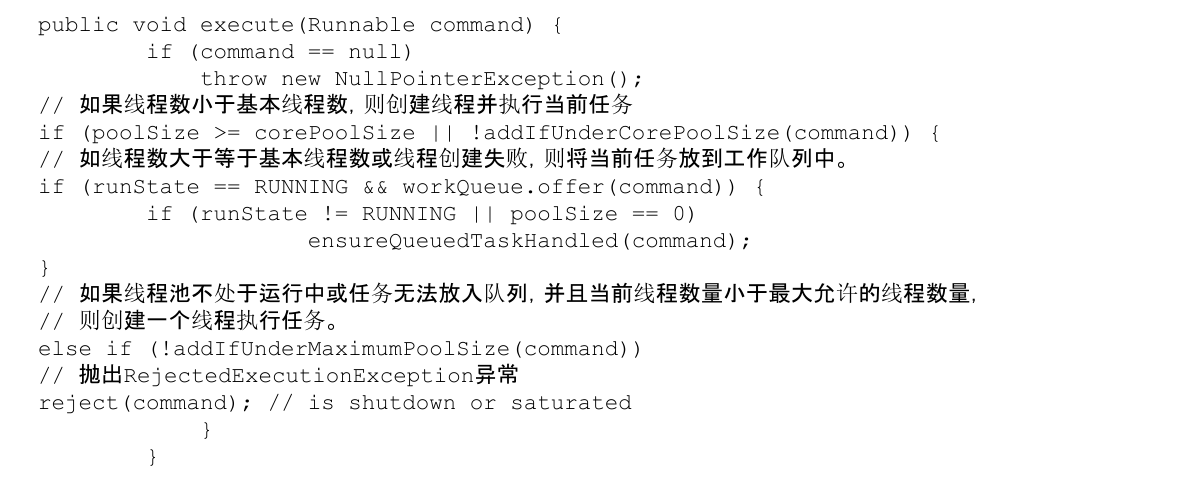 public void execute(Runnable command) {
if (command == null)
throw new NullPointerException();
// 如果线程数小于基本线程数, 则创建线程并执行当前任务
if (poolSize >= corePoolSize || !addIfUnderCorePoolSize(command)) {
// 如线程数大于等于基本线程数或线程创建失败, 则将当前任务放到工作队列中。
if (runState == RUNNING && workQueue.offer(command)) {
if (runState != RUNNING || poolSize == 0)
ensureQueuedTaskHandled(command);
}
// 如果线程池不处于运行中或任务无法放入队列, 并且当前线程数量小于最大允许的线程数量,
// 则创建一个线程执行任务。
else if (!addIfUnderMaximumPoolSize(command))
// 抛出RejectedExecutionException异常
reject(command); // is shutdown or saturated
}
}